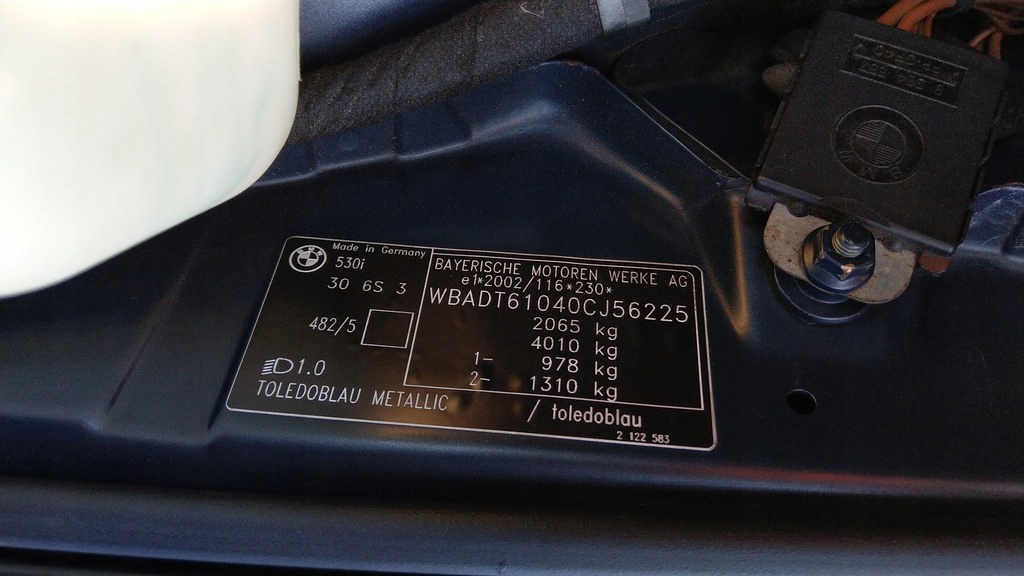 Made in Germany
530i
30 6S 3
482/5
1.0
TOLEDOBLAU METALLIC
BAYERISCHE MOTOREN WERKE AG
e1*2002/116*230*
WBADT61040CJ56225
2065 kg
4010 kg
1- 978 kg
2- 1310 kg
/ toledoblau
2 122 583
BMW